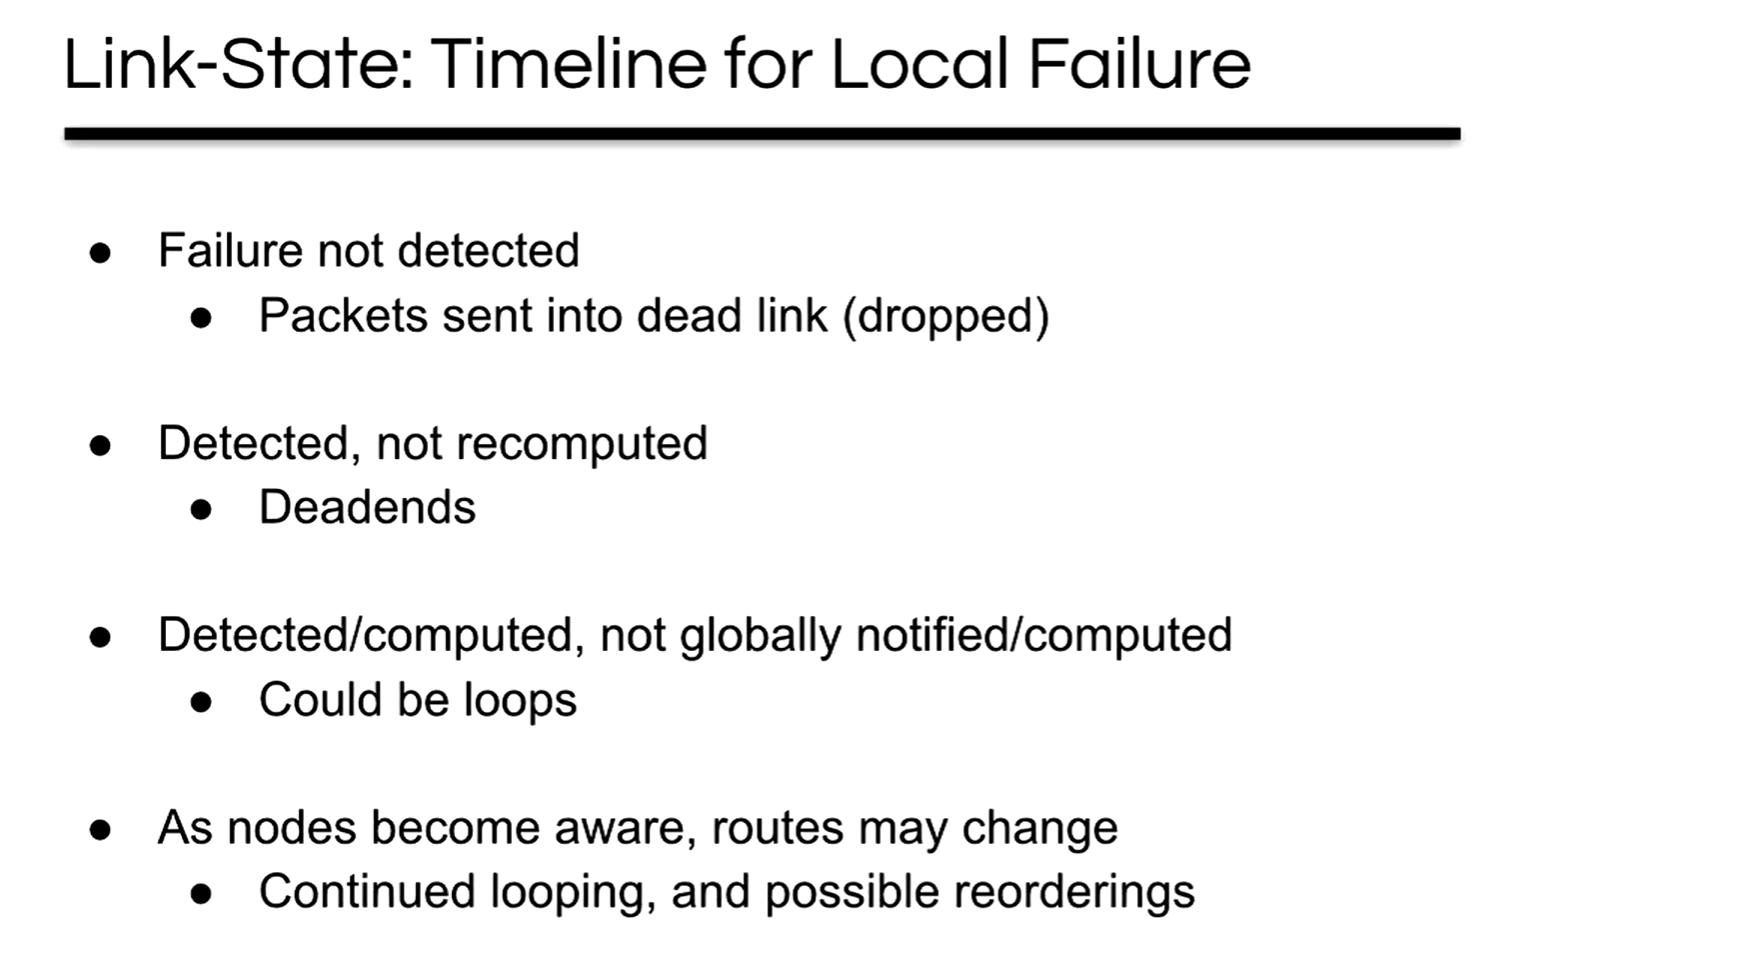 Link-State: Timeline for Local Failure
● Failure not detected
● Packets sent into dead link (dropped)
● Detected, not recomputed
● Deadends
● Detected/computed, not globally notified/computed
● Could be loops
● As nodes become aware, routes may change
● Continued looping, and possible reorderings